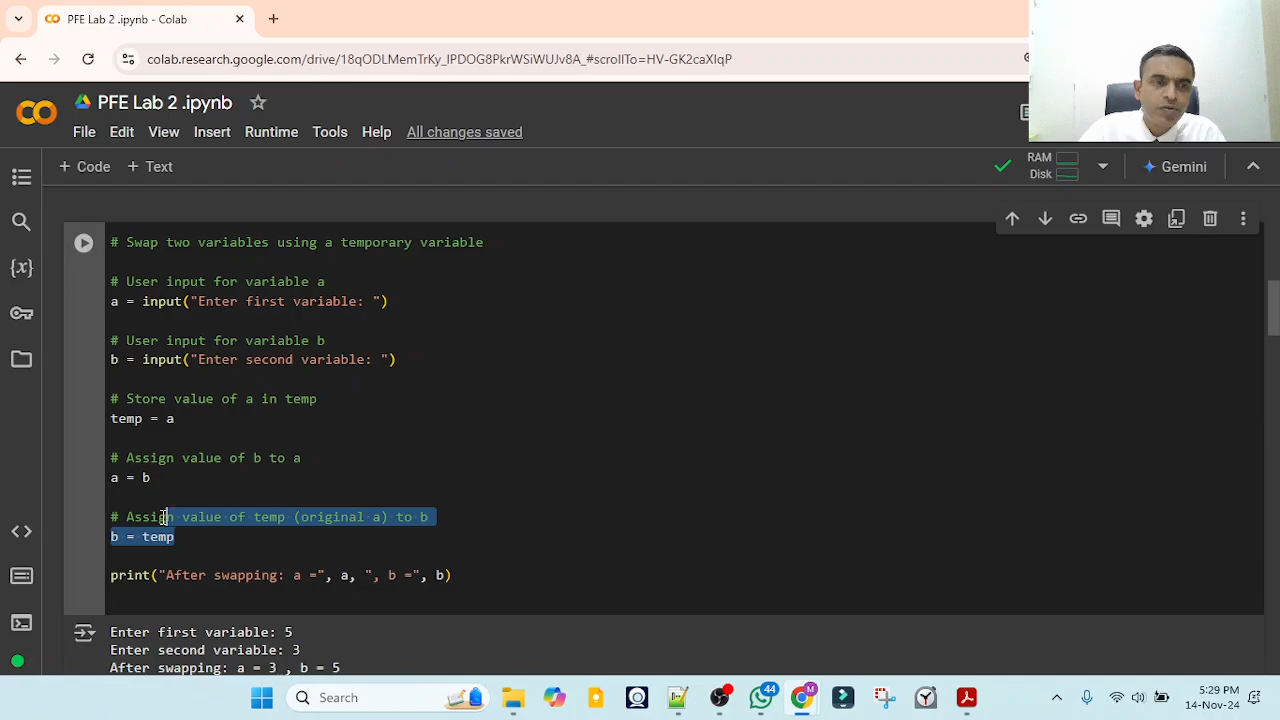 PFE Lab 2 .ipynb - Colab
colab.research.google.com/drive/18qODLMemTrKy_IPDOG8PkrWSiWUJv8A_#scrollTo=HV-GK2caXIqP
PFE Lab 2 .ipynb
File Edit View Insert Runtime Tools Help All changes saved
+ Code + Text
RAM
Disk
Gemini
# Swap two variables using a temporary variable
# User input for variable a
a = input("Enter first variable: ")
# User input for variable b
b = input("Enter second variable: ")
# Store value of a in temp
temp = a
# Assign value of b to a
a = b
# Assign value of temp (original a) to b
b = temp
print("After swapping: a =", a, ", b =", b)
Enter first variable: 5
Enter second variable: 3
After swapping: a = 3 , b = 5
Search
44
M
5:29 PM
14-Nov-24